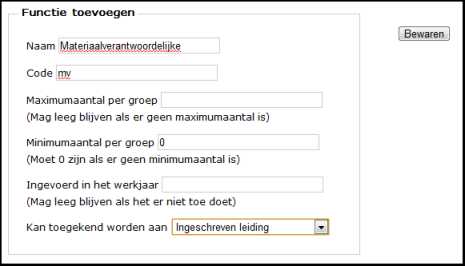 Functie toevoegen
Bewaren
Naam Materiaalverantwoordelijke
Code mv
Maximumaantal per groep
(Mag leeg blijven als er geen maximumaantal is)
Minimumaantal per groep 0
(Moet 0 zijn als er geen minimumaantal is)
Ingevoerd in het werkjaar
(Mag leeg blijven als het er niet toe doet)
Kan toegekend worden aan Ingeschreven leiding